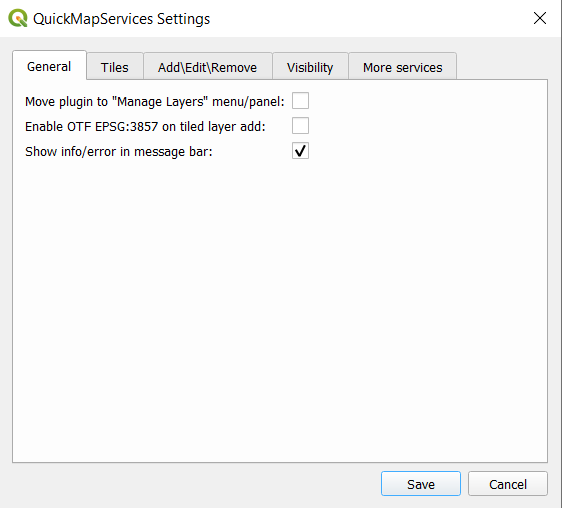 QuickMapServices Settings
General Tiles Add\Edit\Remove Visibility More services
Move plugin to "Manage Layers" menu/panel:
Enable OTF EPSG:3857 on tiled layer add:
Show info/error in message bar:
Save Cancel